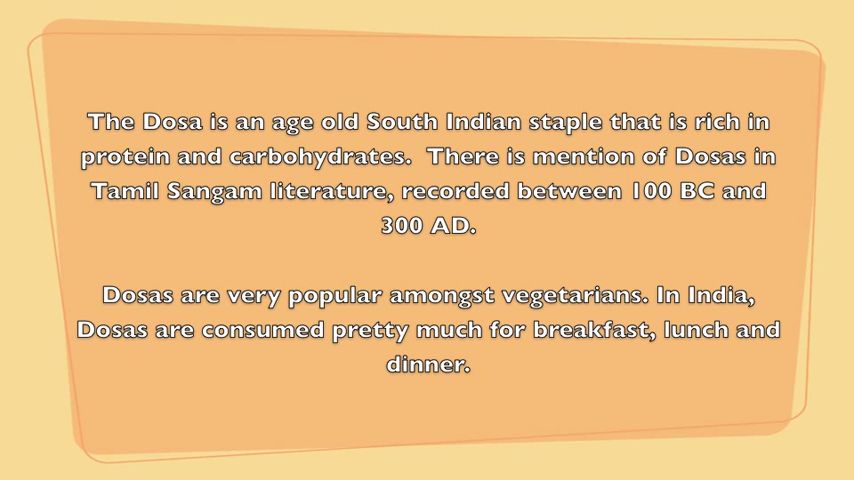 The Dosa is an age old South Indian staple that is rich in
protein and carbohydrates.  There is mention of Dosas in
Tamil Sangam literature, recorded between 100 BC and
300 AD.
Dosas are very popular amongst vegetarians. In India,
Dosas are consumed pretty much for breakfast, lunch and
dinner.